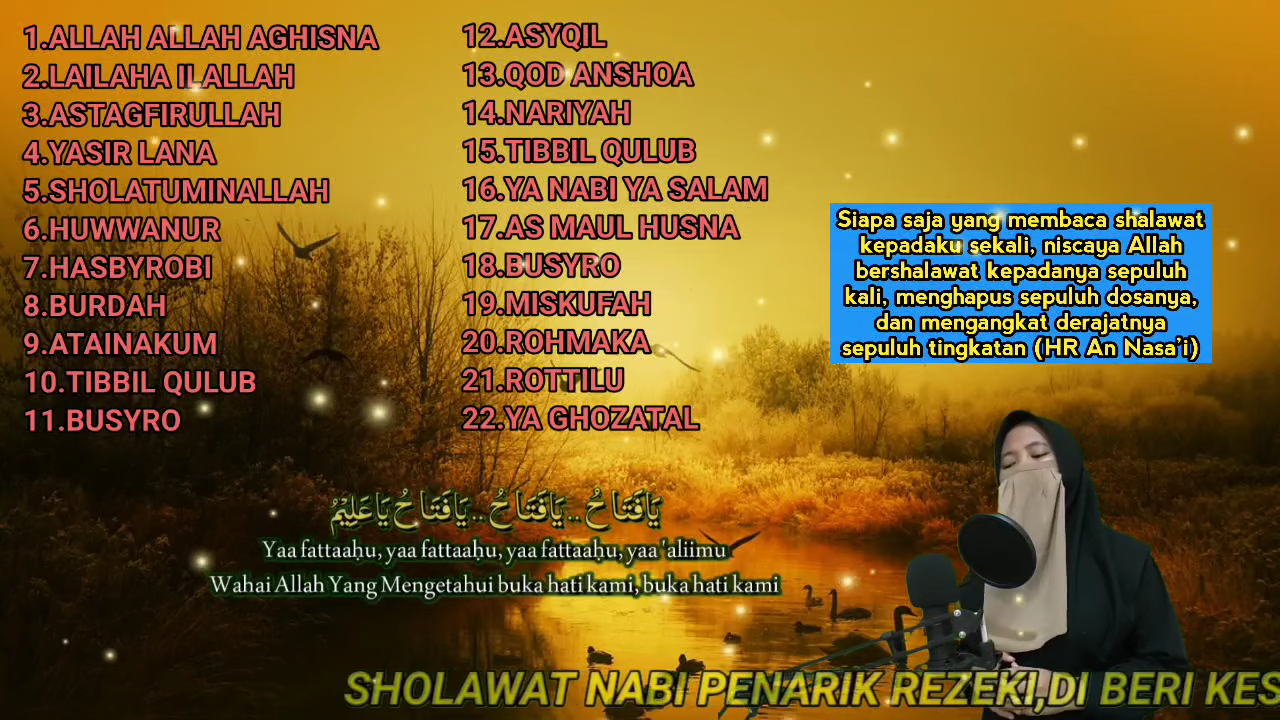 1.ALLAH ALLAH AGHISNA
2.LAILAHA ILALLAH
3.ASTAGFIRULLAH
4.YASIR LANA
5.SHOLATUMINALLAH
6.HUWWANUR
7.HASBYROBI
8.BURDAH
9.ATAINAKUM
10.TIBBIL QULUB
11.BUSYRO
12.ASYQIL
13.QOD ANSHOA
14.NARIYAH
15.TIBBIL QULUB
16.YA NABI YA SALAM
17.AS MAUL HUSNA
18.BUSYRO
19.MISKUFAH
20.ROHMAKA
21.ROTTILU
22.YA GHOZATAL
Siapa saja yang membaca shalawat
kepadaku sekali, niscaya Allah
bershalawat kepadanya sepuluh
kali, menghapus sepuluh dosanya,
dan mengangkat derajatnya
sepuluh tingkatan (HR An Nasa'i)
يَافَتَاحُ .. يَافَتَاحُ .. يَافَتَاحُ يَاعَلِيْمُ
Yaa fattaaḥu, yaa fattaaḥu, yaa fattaaḥu, yaa 'aliimu
Wahai Allah Yang Mengetahui buka hati kami, buka hati kami
SHOLAWAT NABI PENARIK REZEKI,DI BERI KES